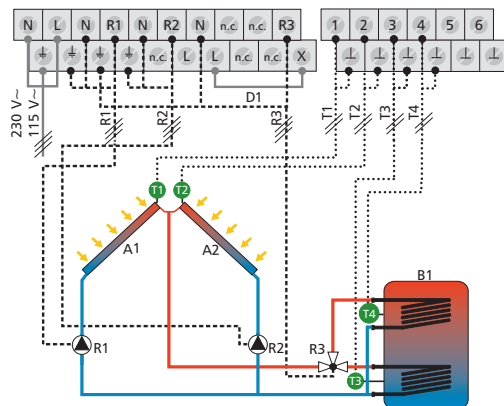 N L N R1 N R2 N n.c. n.c. R3
n.c. L L n.c. n.c. X
1 2 3 4 5 6
D1
230 V~
115 V~
R1
R2
R3
T1
T2
T3
T4
T1 T2
A1 A2
B1
T4
R1
R2
R3
T3